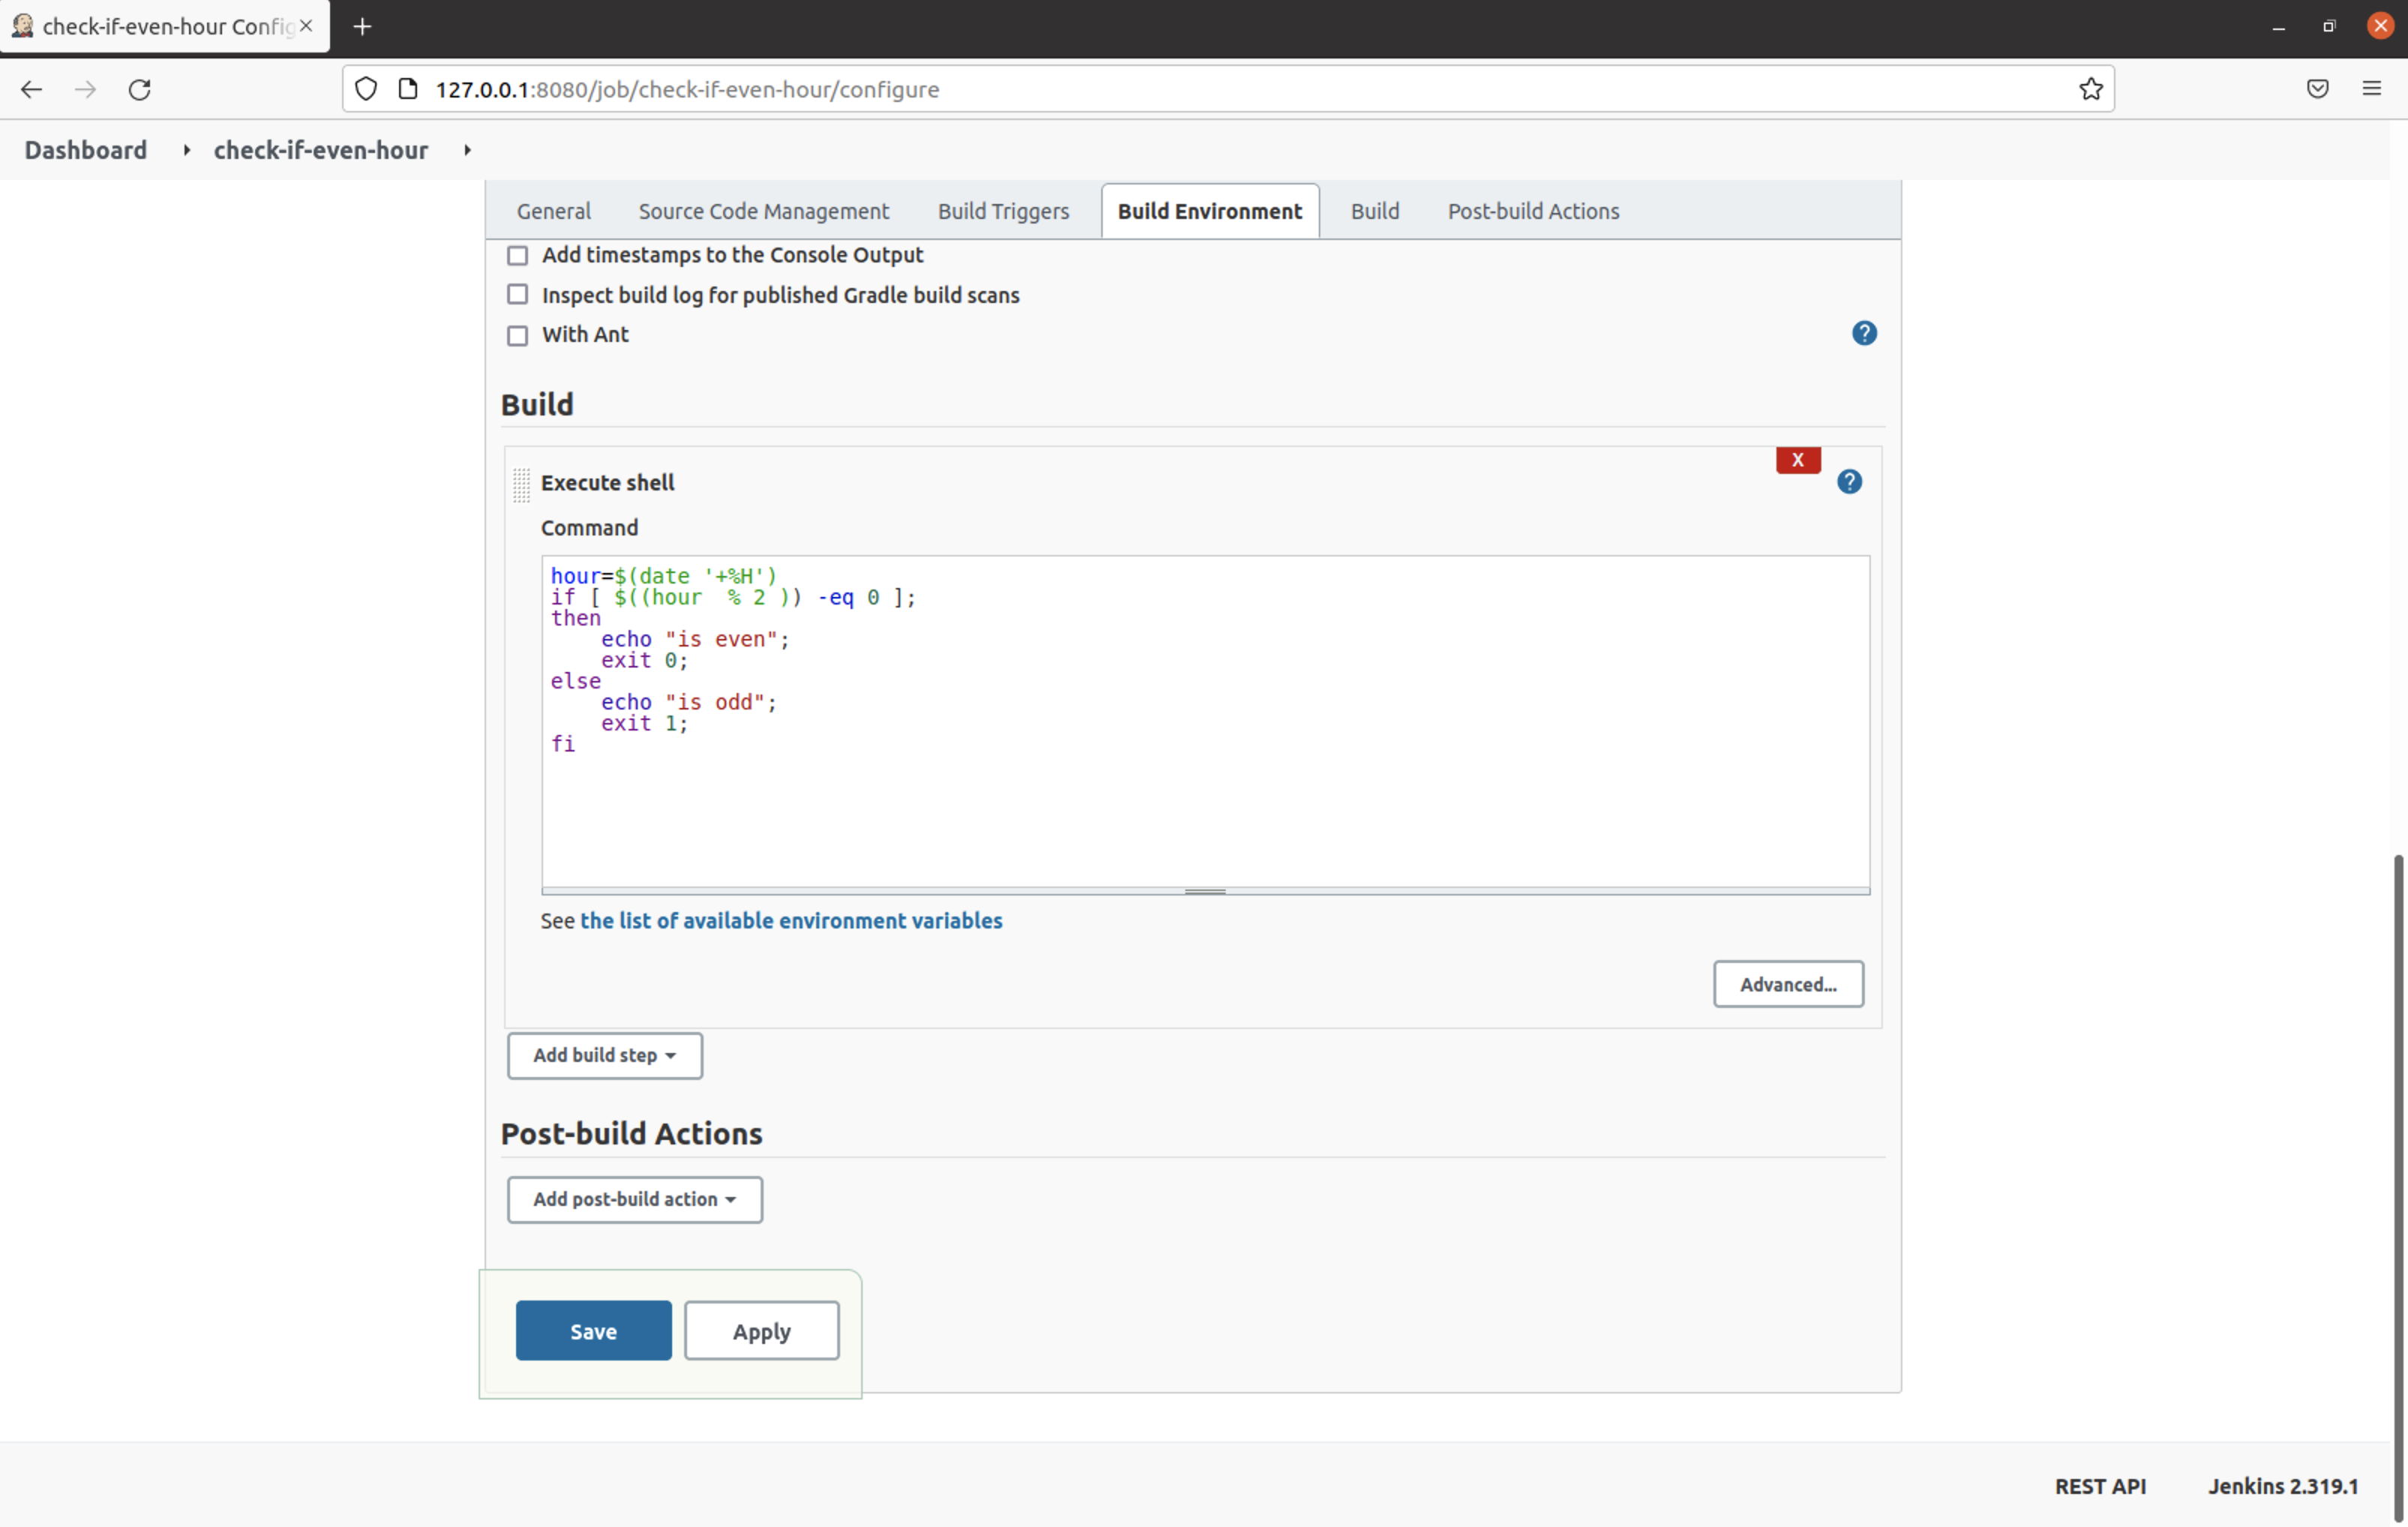 check-if-even-hour Config
127.0.0.1:8080/job/check-if-even-hour/configure
Dashboard check-if-even-hour
General Source Code Management Build Triggers Build Environment Build Post-build Actions
Add timestamps to the Console Output
Inspect build log for published Gradle build scans
With Ant
?
Build
X
Execute shell
?
Command
hour=$(date '+%H')
if [ $((hour  % 2 )) -eq 0 ];
then
    echo "is even";
    exit 0;
else
    echo "is odd";
    exit 1;
fi
See the list of available environment variables
Advanced...
Add build step
Post-build Actions
Add post-build action
Save Apply
REST API Jenkins 2.319.1